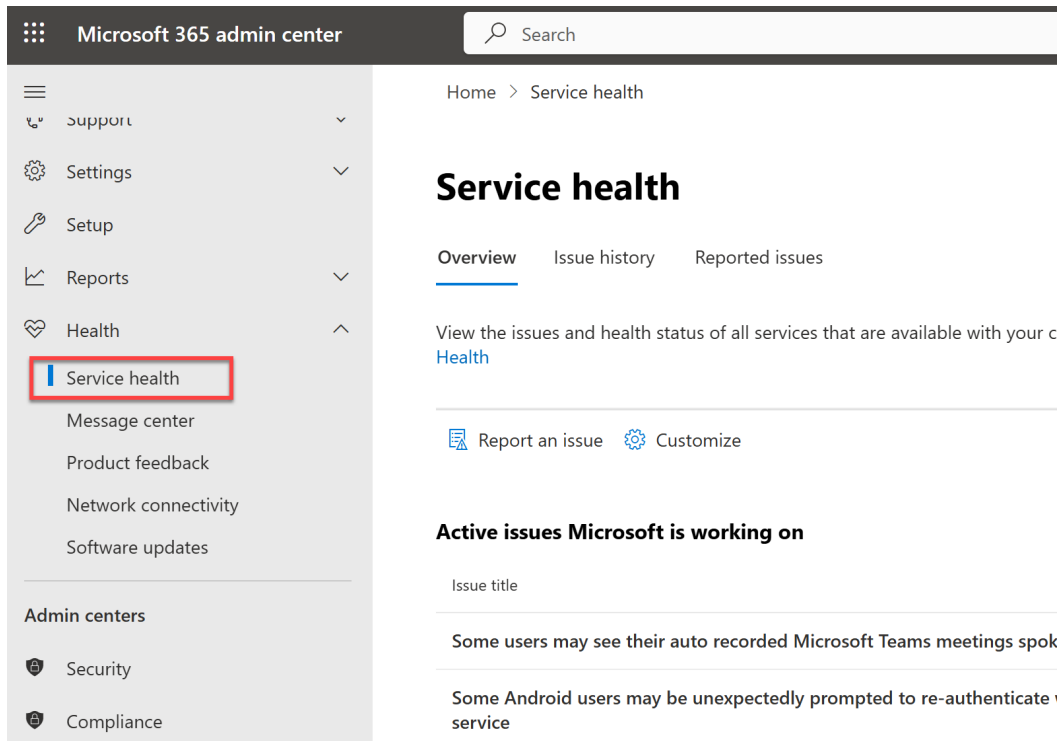 Microsoft 365 admin center
Search
Support
Settings
Setup
Reports
Health
Service health
Message center
Product feedback
Network connectivity
Software updates
Admin centers
Security
Compliance
Home > Service health
Service health
Overview Issue history Reported issues
View the issues and health status of all services that are available with your
Health
Report an issue Customize
Active issues Microsoft is working on
Issue title
Some users may see their auto recorded Microsoft Teams meetings
Some Android users may be unexpectedly prompted to re-authenticate
service